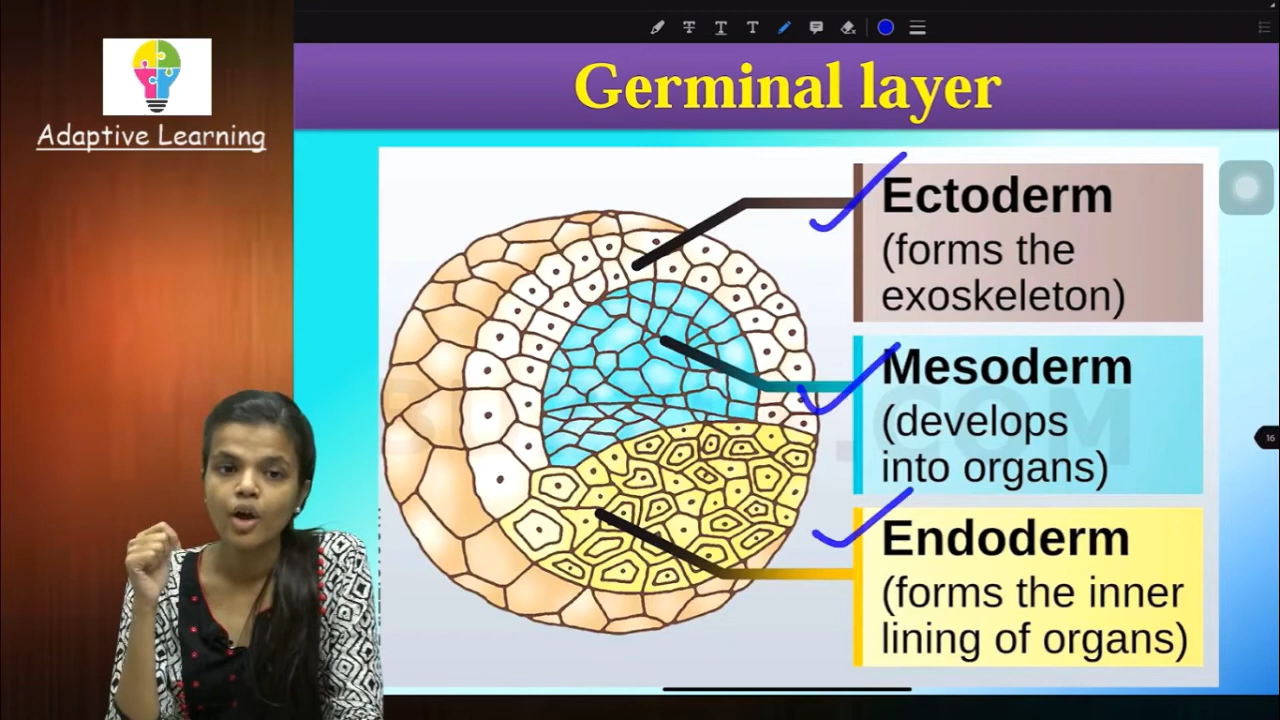 Adaptive Learning
Germinal layer
Ectoderm
(forms the
exoskeleton)
Mesoderm
(develops
into organs)
Endoderm
(forms the inner
lining of organs)
16